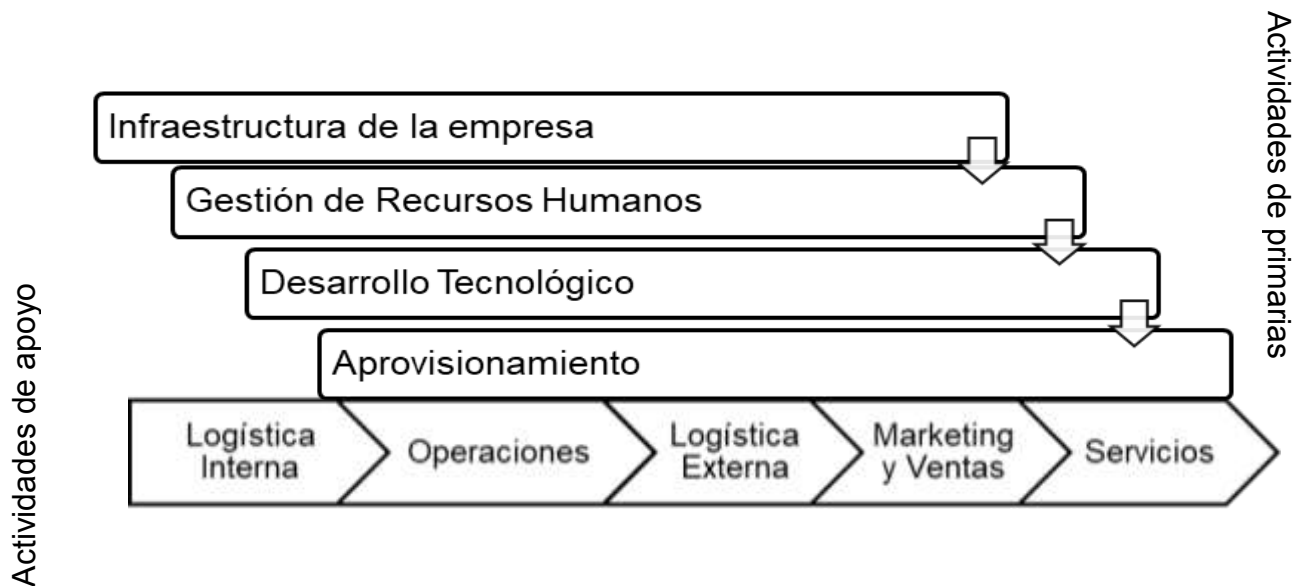 Actividades de primarias
Infraestructura de la empresa
Gestión de Recursos Humanos
Desarrollo Tecnológico
Aprovisionamiento
Actividades de apoyo
Logística
Interna
Operaciones
Logística
Externa
Marketing
y Ventas
Servicios